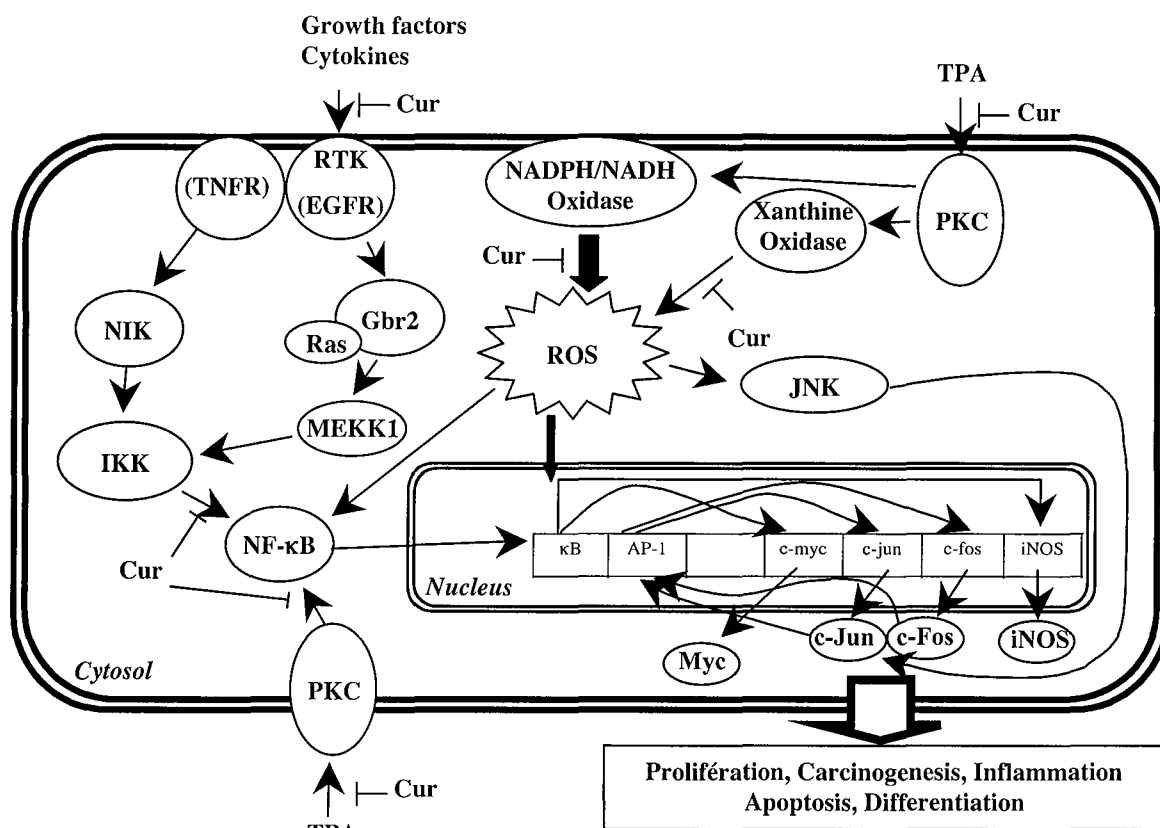 Growth factors
Cytokines
Cur
TPA
Cur
(TNFR)
RTK
(EGFR)
NADPH/NADH
Oxidase
Xanthine
Oxidase
PKC
Cur
NIK
Gbr2
Ras
ROS
Cur
JNK
MEKK1
IKK
NF-κB
κB
AP-1
c-myc
c-jun
c-fos
iNOS
Cur
Nucleus
c-Jun
c-Fos
iNOS
Myc
Cytosol
PKC
Cur
TPA
Prolifération, Carcinogenesis, Inflammation
Apoptosis, Differentiation